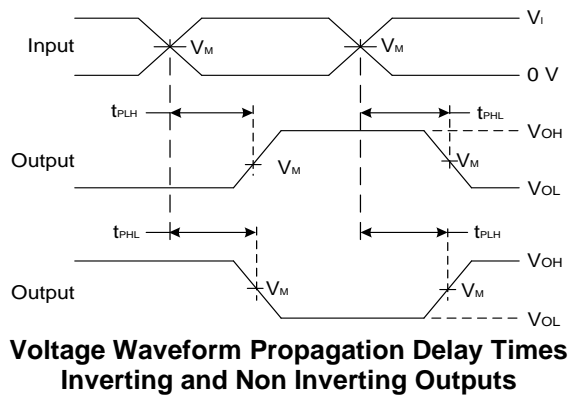 VI
Input
VM
VM
0 V
tPLH
tPHL
VOH
Output
VM
VM
VOL
tPHL
tPLH
VOH
Output
VM
VM
VOL
Voltage Waveform Propagation Delay Times
Inverting and Non Inverting Outputs